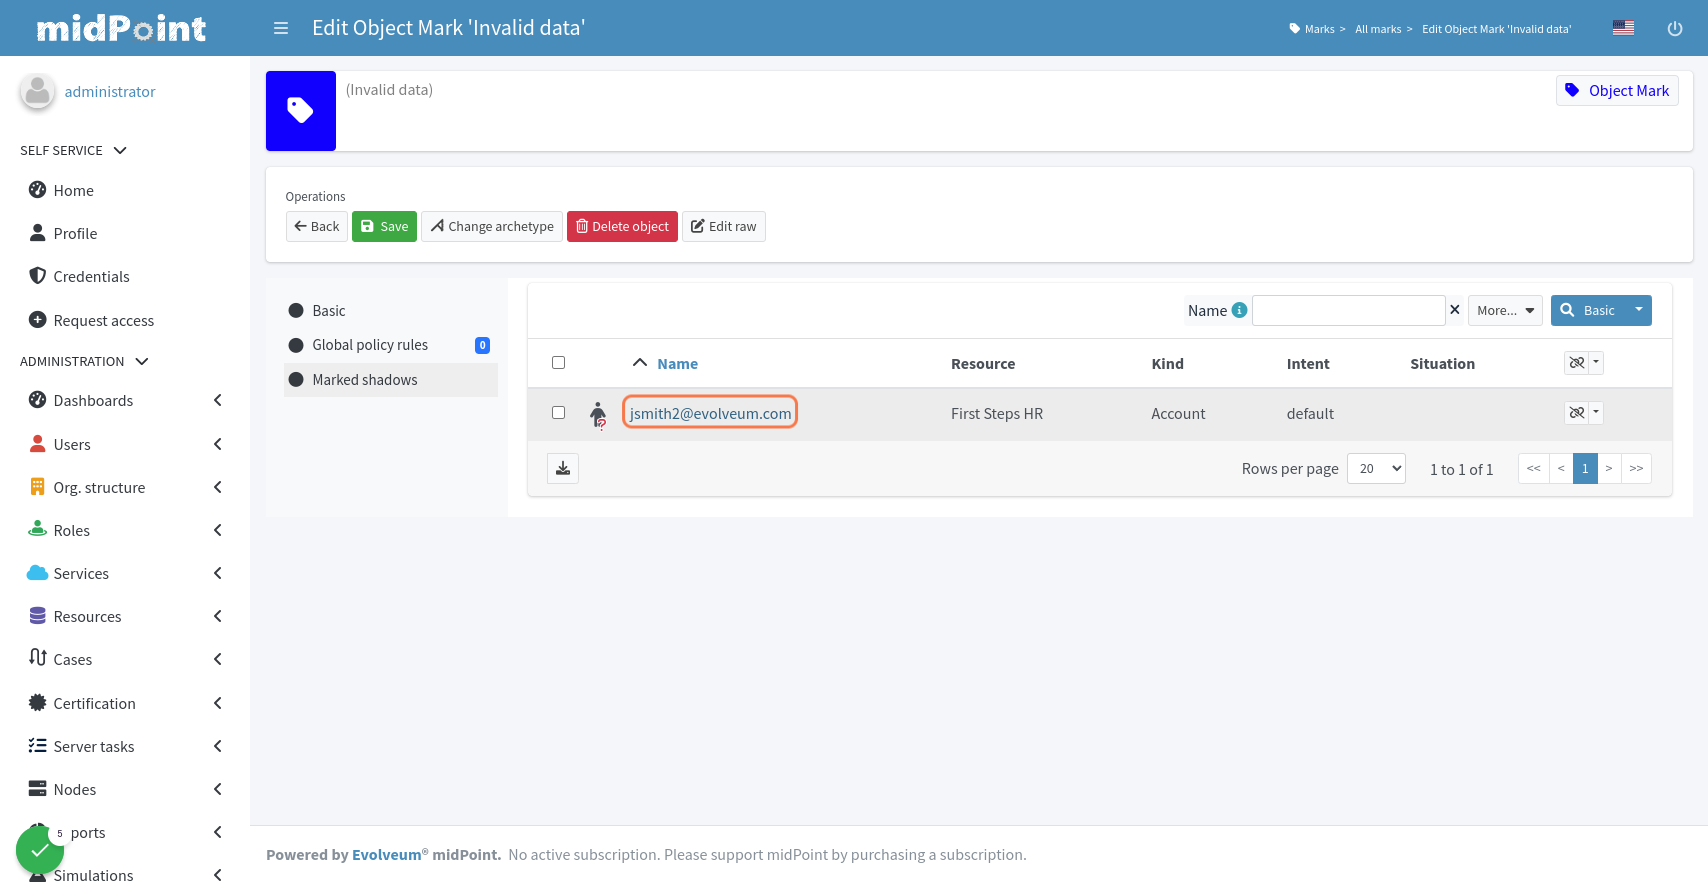 midPoint
Edit Object Mark 'Invalid data'
Marks > All marks > Edit Object Mark 'Invalid data'
administrator
(Invalid data)
Object Mark
SELF SERVICE
Home
Profile
Credentials
Request access
ADMINISTRATION
Dashboards
Users
Org. structure
Roles
Services
Resources
Cases
Certification
Server tasks
Nodes
5 ports
Simulations
Operations
Back Save Change archetype Delete object Edit raw
Basic
Global policy rules 0
Marked shadows
Name i More... Basic
Name Resource Kind Intent Situation
jsmith2@evolveum.com First Steps HR Account default
Rows per page 20 1 to 1 of 1 << < 1 > >>
Powered by Evolveum® midPoint. No active subscription. Please support midPoint by purchasing a subscription.